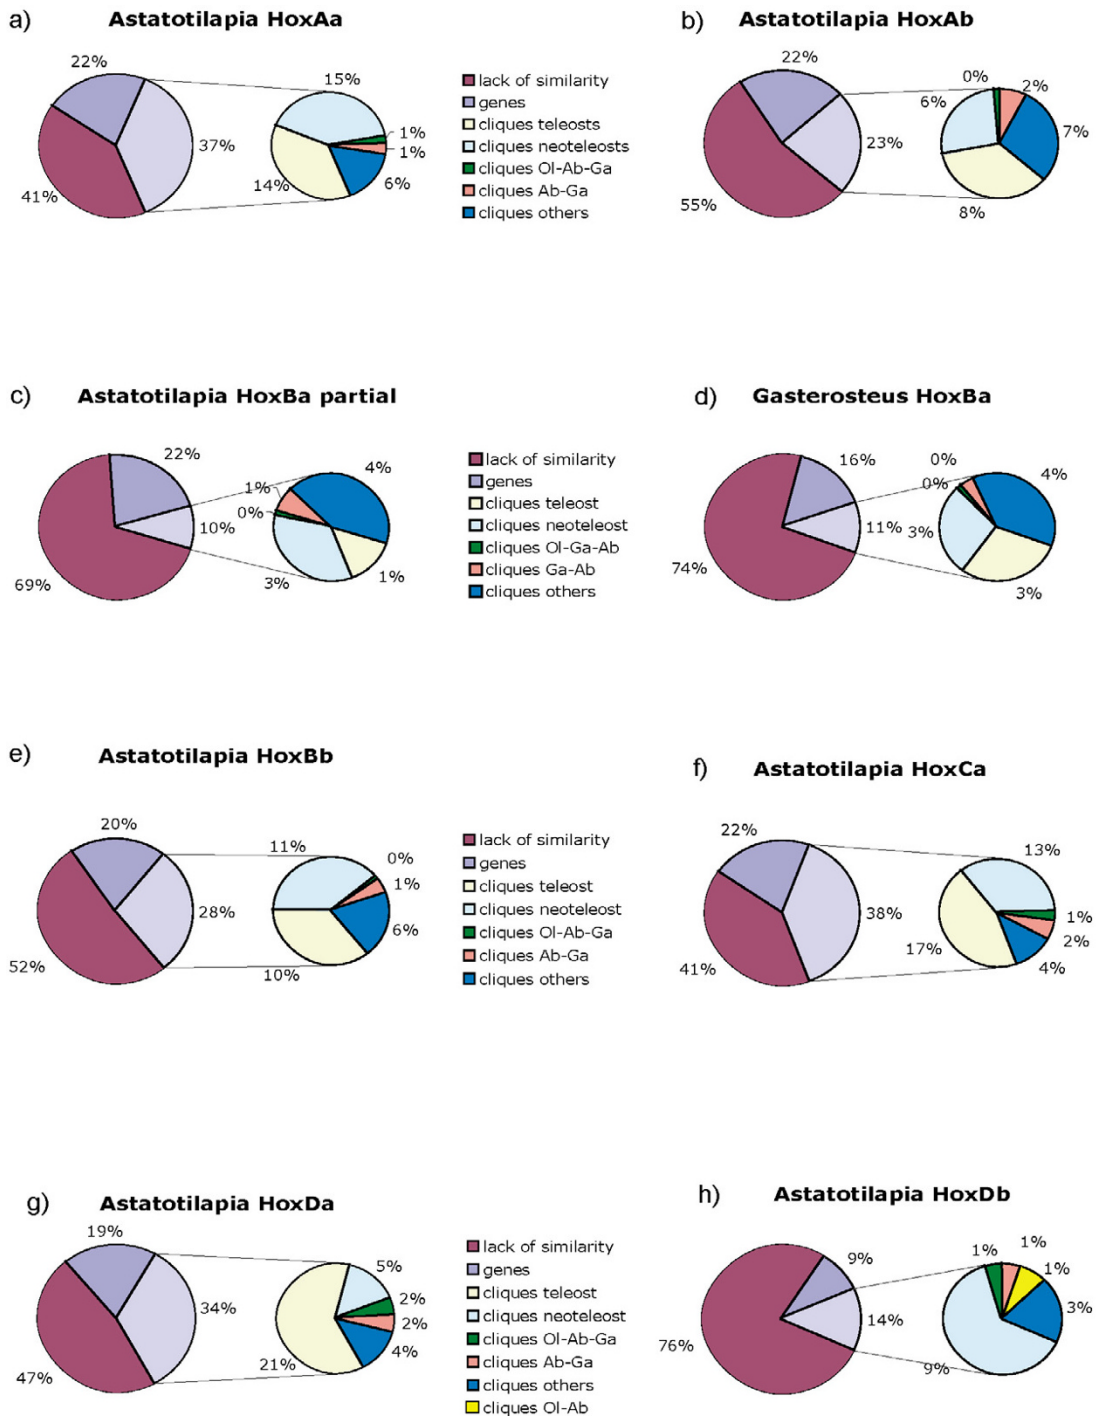 a) Astatotilapia HoxAa
22%
15%
37%
1%
1%
6%
14%
41%
lack of similarity
genes
cliques teleosts
cliques neoteleosts
cliques Ol-Ab-Ga
cliques Ab-Ga
cliques others
b) Astatotilapia HoxAb
22%
0%
2%
6%
7%
23%
8%
55%
c) Astatotilapia HoxBa partial
22%
4%
1%
0%
10%
3%
1%
69%
lack of similarity
genes
cliques teleost
cliques neoteleost
cliques Ol-Ga-Ab
cliques Ga-Ab
cliques others
d) Gasterosteus HoxBa
16%
0%
0%
4%
11%
3%
3%
74%
e) Astatotilapia HoxBb
20%
11%
0%
1%
6%
28%
10%
52%
lack of similarity
genes
cliques teleost
cliques neoteleost
cliques Ol-Ab-Ga
cliques Ab-Ga
cliques others
f) Astatotilapia HoxCa
22%
13%
38%
1%
2%
4%
17%
41%
g) Astatotilapia HoxDa
19%
5%
2%
2%
4%
34%
21%
47%
lack of similarity
genes
cliques teleost
cliques neoteleost
cliques Ol-Ab-Ga
cliques Ab-Ga
cliques others
cliques Ol-Ab
h) Astatotilapia HoxDb
9%
1%
1%
1%
3%
14%
9%
76%